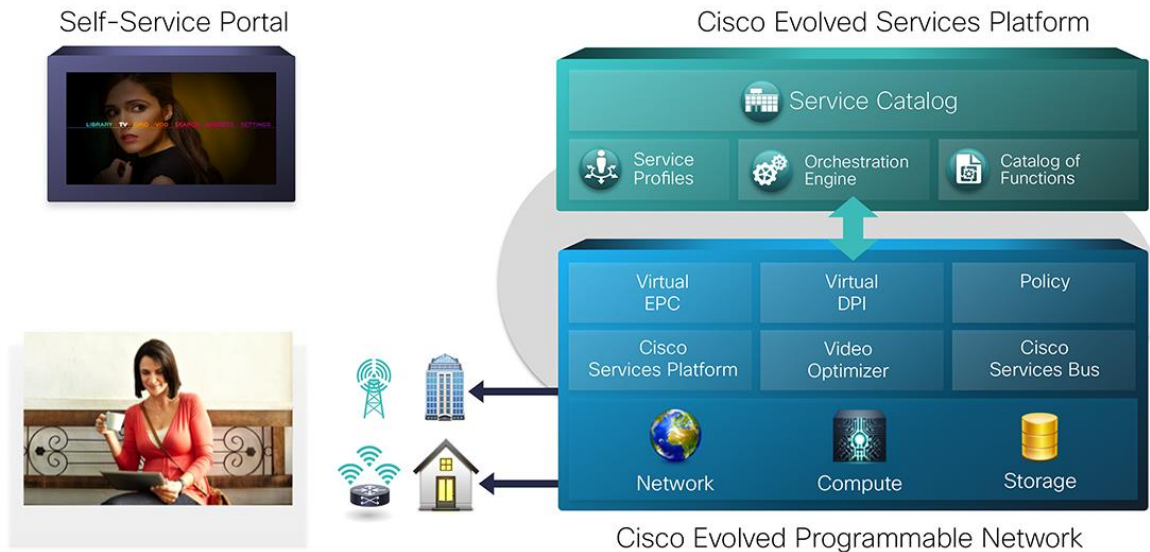 Self-Service Portal
Cisco Evolved Services Platform
LIBRARY TV VOD SEARCH SETTINGS
Service Catalog
Service
Profiles
Orchestration
Engine
Catalog of
Functions
Virtual
EPC
Virtual
DPI
Policy
Cisco
Services Platform
Video
Optimizer
Cisco
Services Bus
Network
Compute
Storage
Cisco Evolved Programmable Network